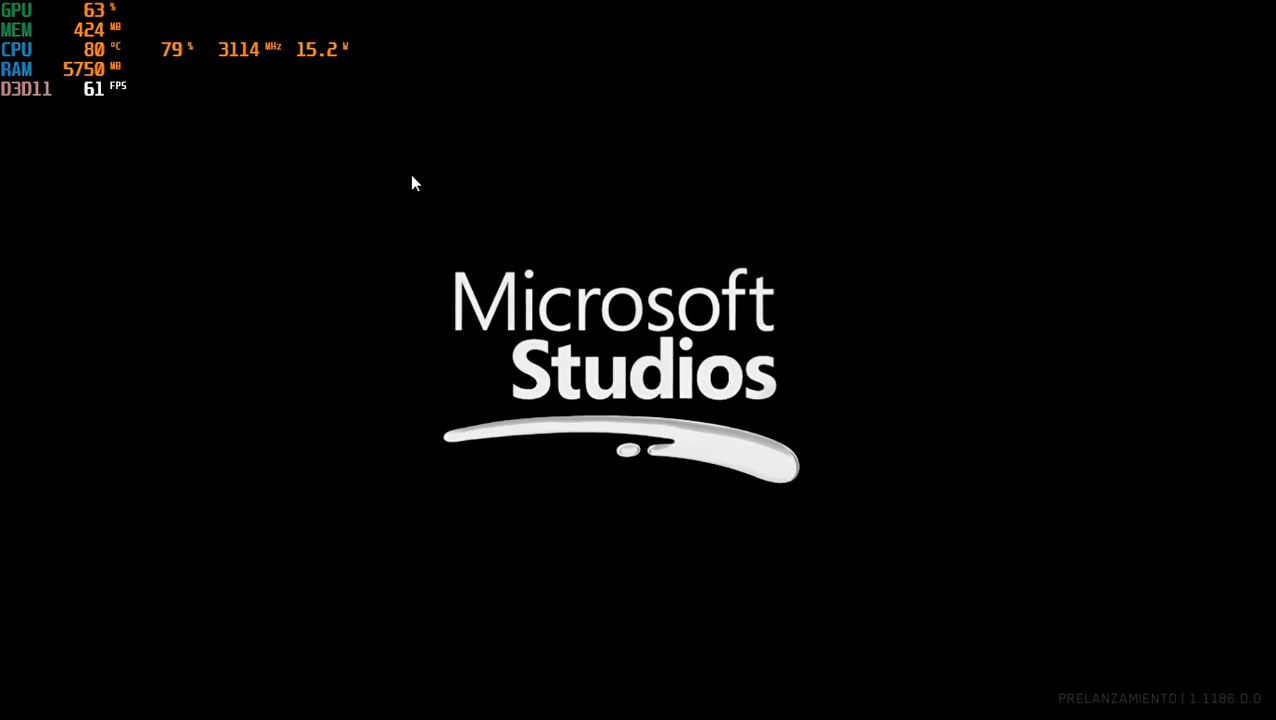 GPU 63 %
MEM 424 MB
CPU 80 °C 79 % 3114 MHz 15.2 W
RAM 5750 MB
D3D11 61 FPS
Microsoft
Studios
PRELANZAMIENTO | 1.1186.0.0